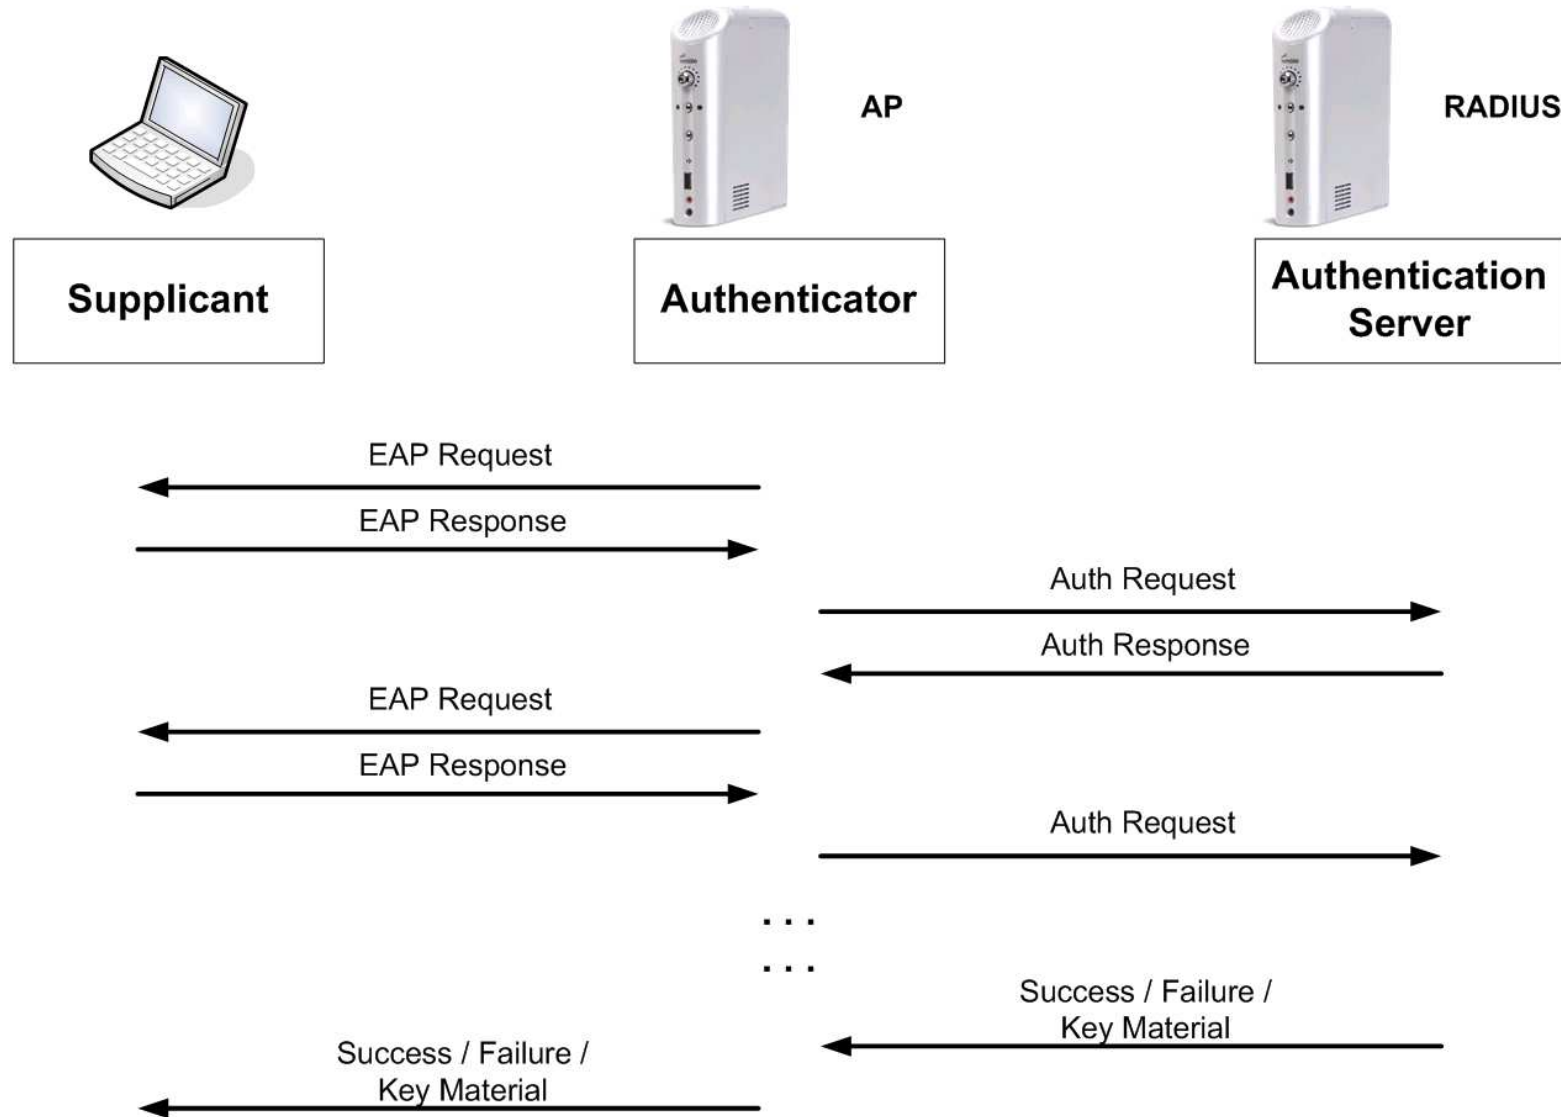 AP
RADIUS
Supplicant
Authenticator
Authentication
Server
EAP Request
EAP Response
Auth Request
Auth Response
EAP Request
EAP Response
Auth Request
. . .
. . .
Success / Failure /
Key Material
Success / Failure /
Key Material